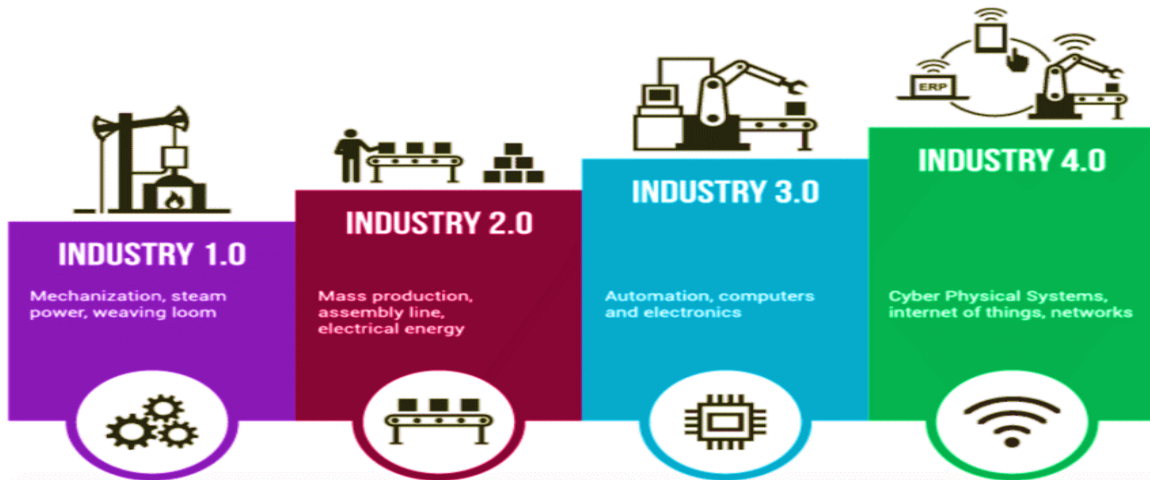 INDUSTRY 1.0
Mechanization, steam
power, weaving loom
INDUSTRY 2.0
Mass production,
assembly line,
electrical energy
INDUSTRY 3.0
Automation, computers
and electronics
ERP
INDUSTRY 4.0
Cyber Physical Systems,
internet of things, networks